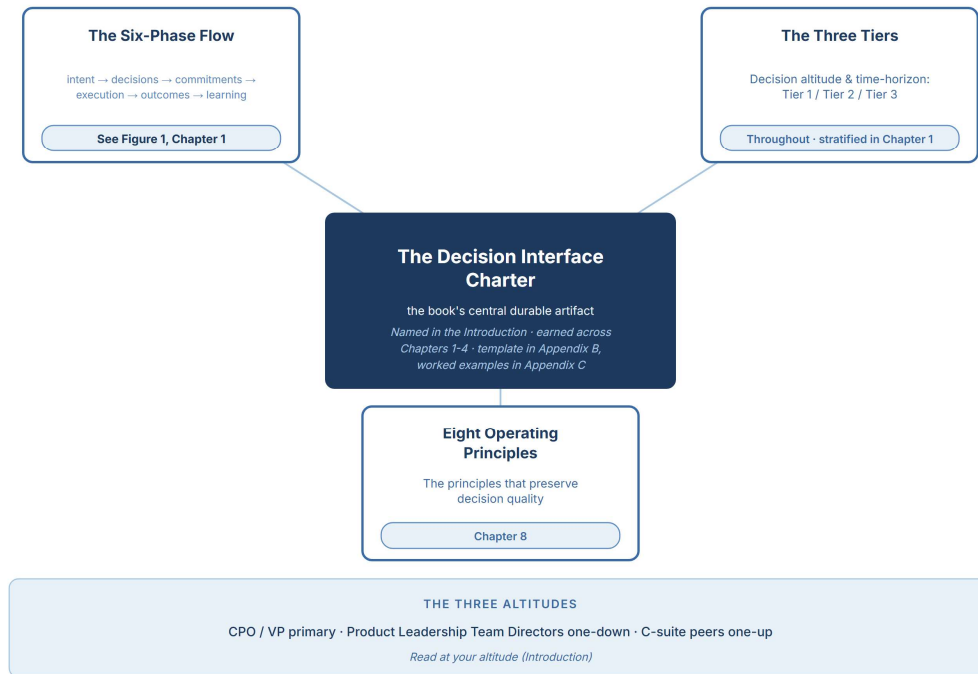 The Six-Phase Flow
intent → decisions → commitments →
execution → outcomes → learning
See Figure 1, Chapter 1
The Three Tiers
Decision altitude & time-horizon:
Tier 1 / Tier 2 / Tier 3
Throughout · stratified in Chapter 1
The Decision Interface
Charter
the book's central durable artifact
Named in the Introduction · earned across
Chapters 1-4 · template in Appendix B,
worked examples in Appendix C
Eight Operating
Principles
The principles that preserve
decision quality
Chapter 8
THE THREE ALTITUDES
CPO / VP primary · Product Leadership Team Directors one-down · C-suite peers one-up
Read at your altitude (Introduction)